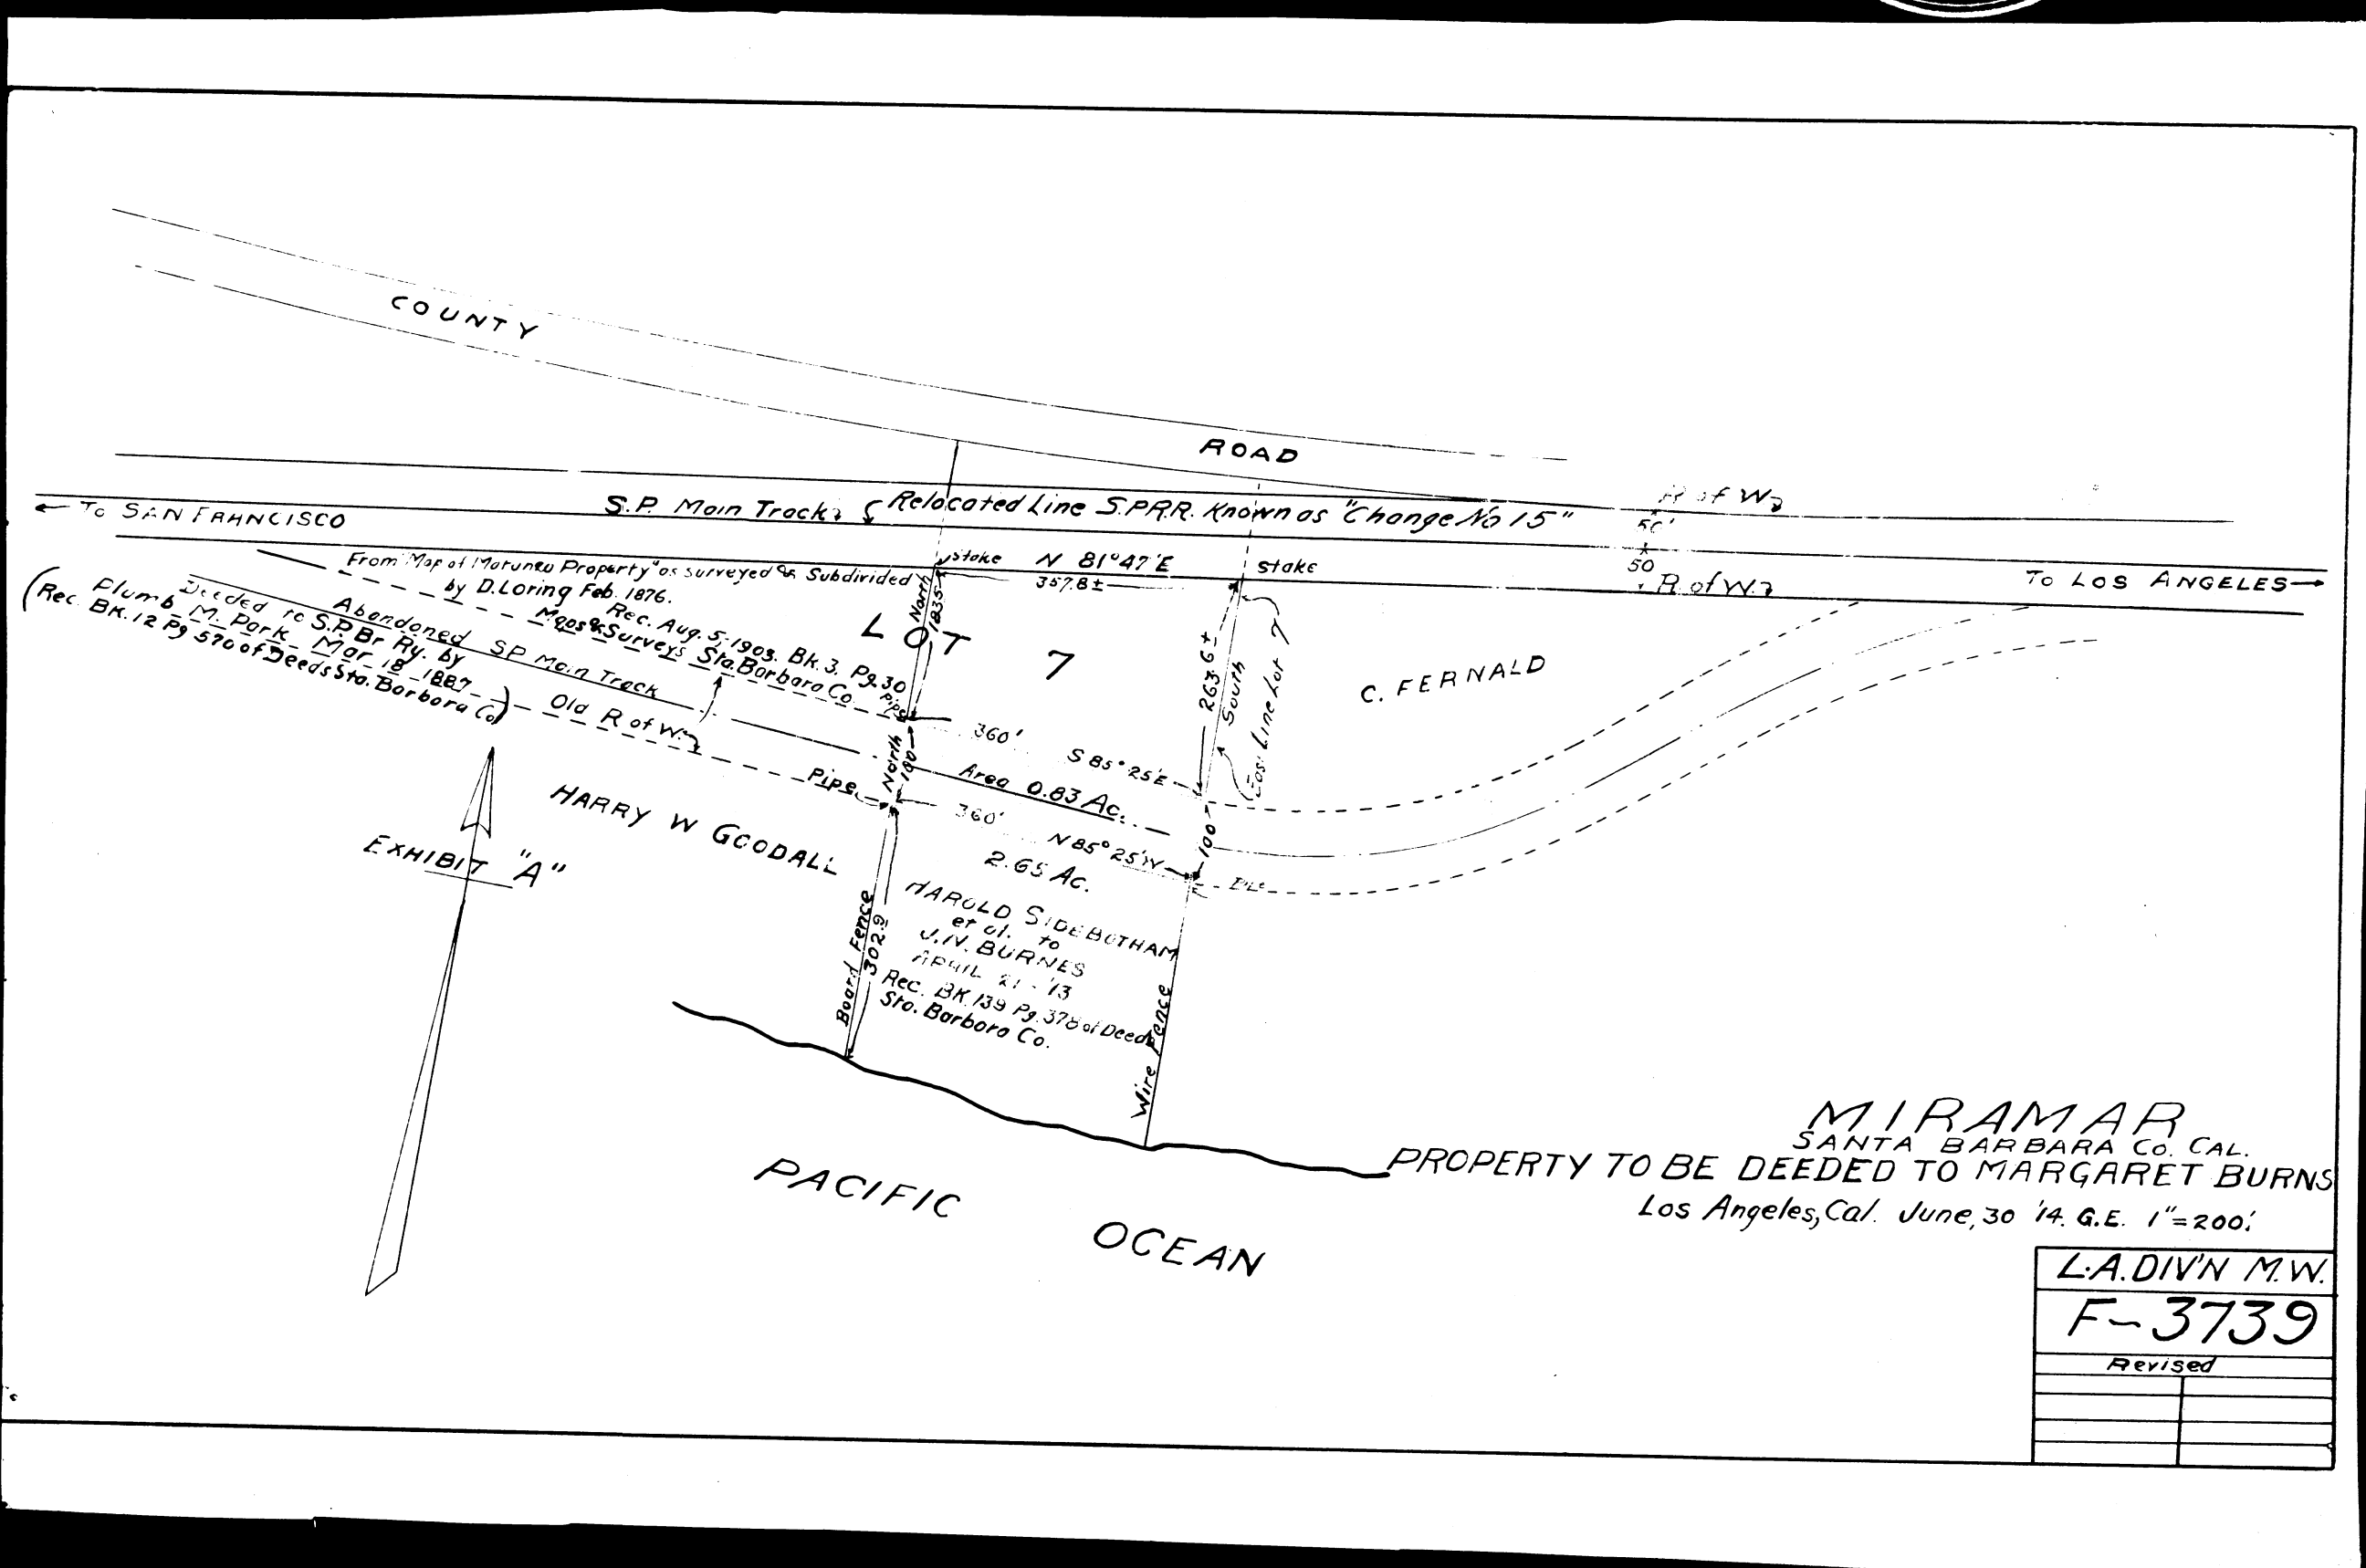 COUNTY
ROAD
R of W.
50'
50
R of W.
← TO SAN FRANCISCO
S.P. Main Track
Relocated Line S.P.R.R. Known as "Change No 15"
TO LOS ANGELES →
Stake
N 81°47'E
357.8±
stake
From "Map of Property" as surveyed & Subdivided
by D. Loring Feb. 1876.
Rec. Aug. 5, 1903. Bk. 3. Pg. 30
Maps & Surveys Sta. Barbara Co.
Abandoned S.P. Main Track
Deeded to S.P. Br Ry. by
Plumb M. Park Mar 18 1887
(Rec. BK. 12 Pg 570 of Deeds Sta. Barbara Co)
Old R of W.
North
183.5
LOT 7
Pipe
North
100
Pipe
263.6±
South
East Line Lot 7
C. FERNALD
360' S 85°25'E
Area 0.83 Ac.
360' N 85°25'W
100
2.65 Ac.
HAROLD SIDEBOTHAM
et al. to
J.N. BURNES
APRIL 21 - '13
Rec. BK. 139 Pg. 378 of Deeds
Sta. Barbara Co.
HARRY W GOODALL
EXHIBIT "A"
Board Fence
302.9
Wire Fence
PACIFIC OCEAN
MIRAMAR
SANTA BARBARA Co. CAL.
PROPERTY TO BE DEEDED TO MARGARET BURNS
Los Angeles, Cal. June, 30 '14. G.E. 1"=200'.
L.A. DIV'N M.W.
F-3739
Revised